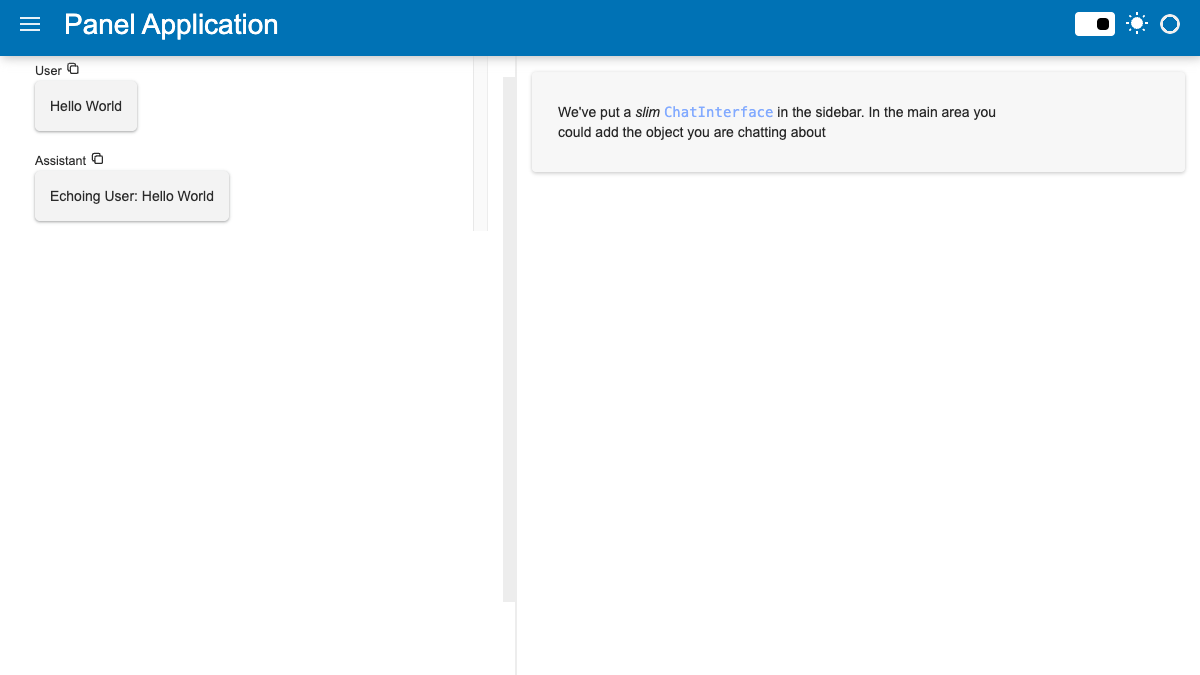 Panel Application
User
Hello World
Assistant
Echoing User: Hello World
We've put a slim ChatInterface in the sidebar. In the main area you
could add the object you are chatting about